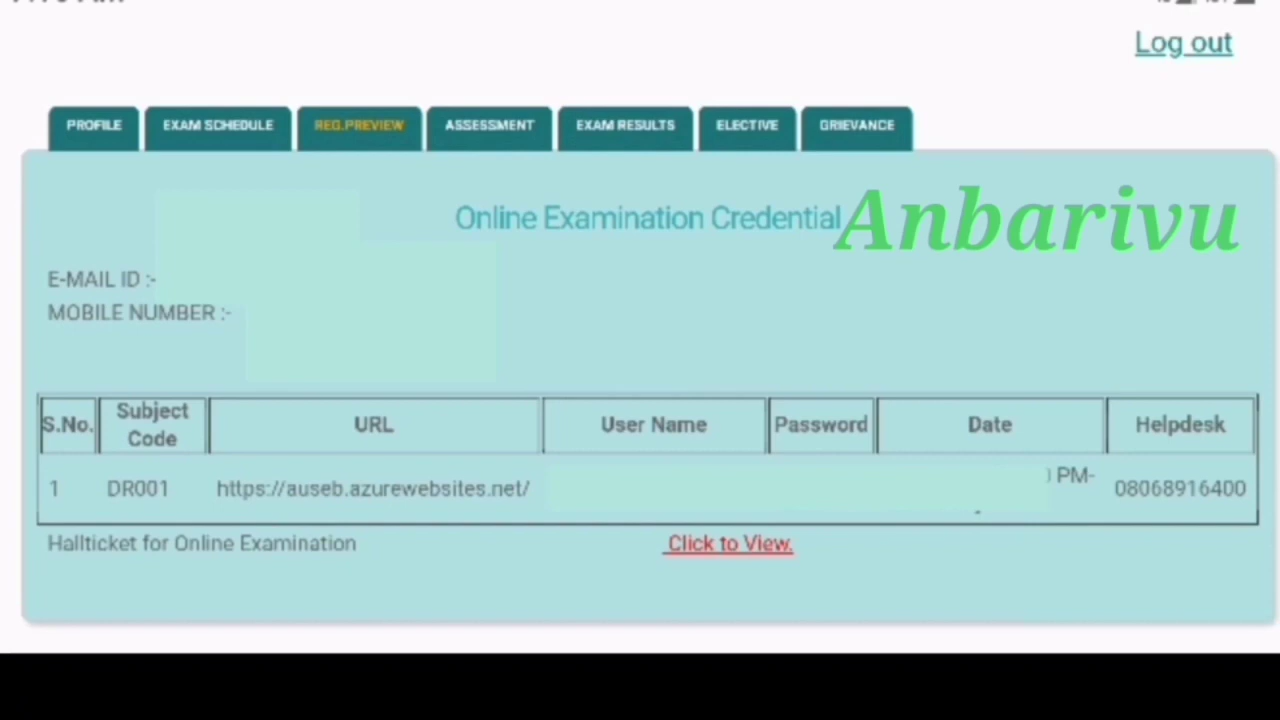 Log out
PROFILE EXAM SCHEDULE REG.PREVIEW ASSESSMENT EXAM RESULTS ELECTIVE GRIEVANCE
Online Examination Credential
Anbarivu
E-MAIL ID :-
MOBILE NUMBER :-
S.No. Subject Code URL User Name Password Date Helpdesk
1 DR001 https://auseb.azurewebsites.net/ PM- 08068916400
Hallticket for Online Examination Click to View.